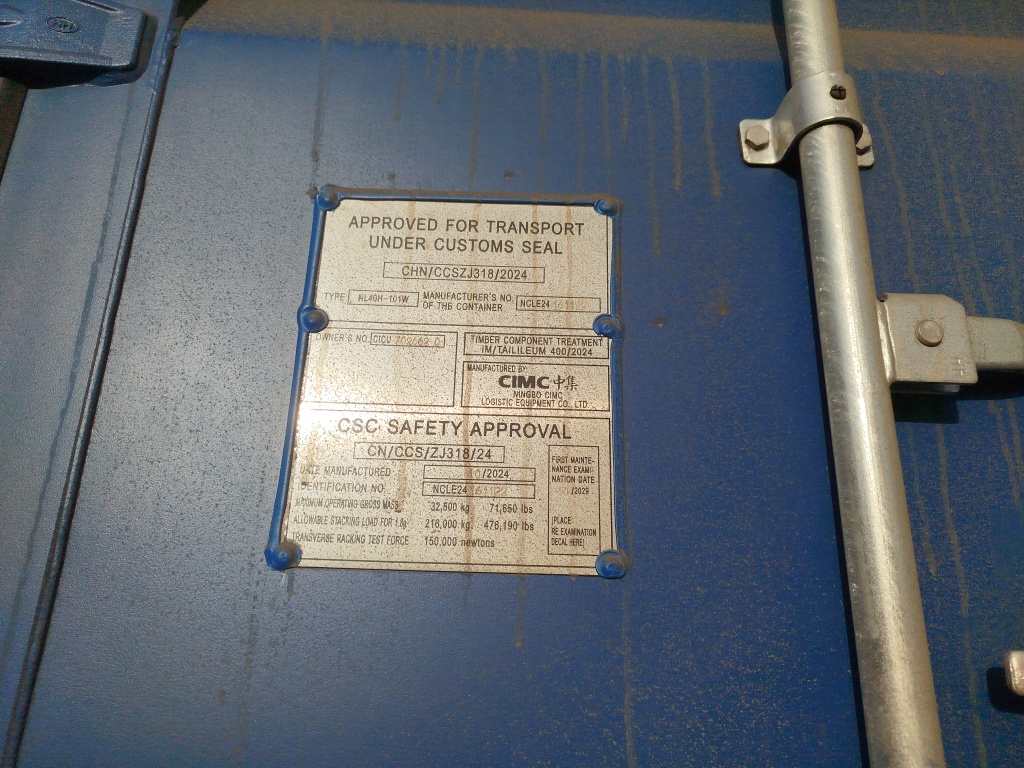 APPROVED FOR TRANSPORT
UNDER CUSTOMS SEAL
CHN/CCSZJ318/2024
TYPE NL40H-101W MANUFACTURER'S NO. OF THE CONTAINER NCLE24
OWNER'S NO. CICU
TIMBER COMPONENT TREATMENT
IM/TAILILEUM 400/2024
MANUFACTURED BY:
CIMC 中集
NINGBO CIMC
LOGISTIC EQUIPMENT CO., LTD.
CSC SAFETY APPROVAL
CN/CCS/ZJ318/24
DATE MANUFACTURED /2024
IDENTIFICATION NO. NCLE24
MAXIMUM OPERATING GROSS MASS 32,500 kg 71,650 lbs
ALLOWABLE STACKING LOAD FOR 1.8g 216,000 kg 476,190 lbs
TRANSVERSE RACKING TEST FORCE 150,000 newtons
FIRST MAINTE-
NANCE EXAMI-
NATION DATE
/2029
(PLACE
RE EXAMINATION
DECAL HERE)